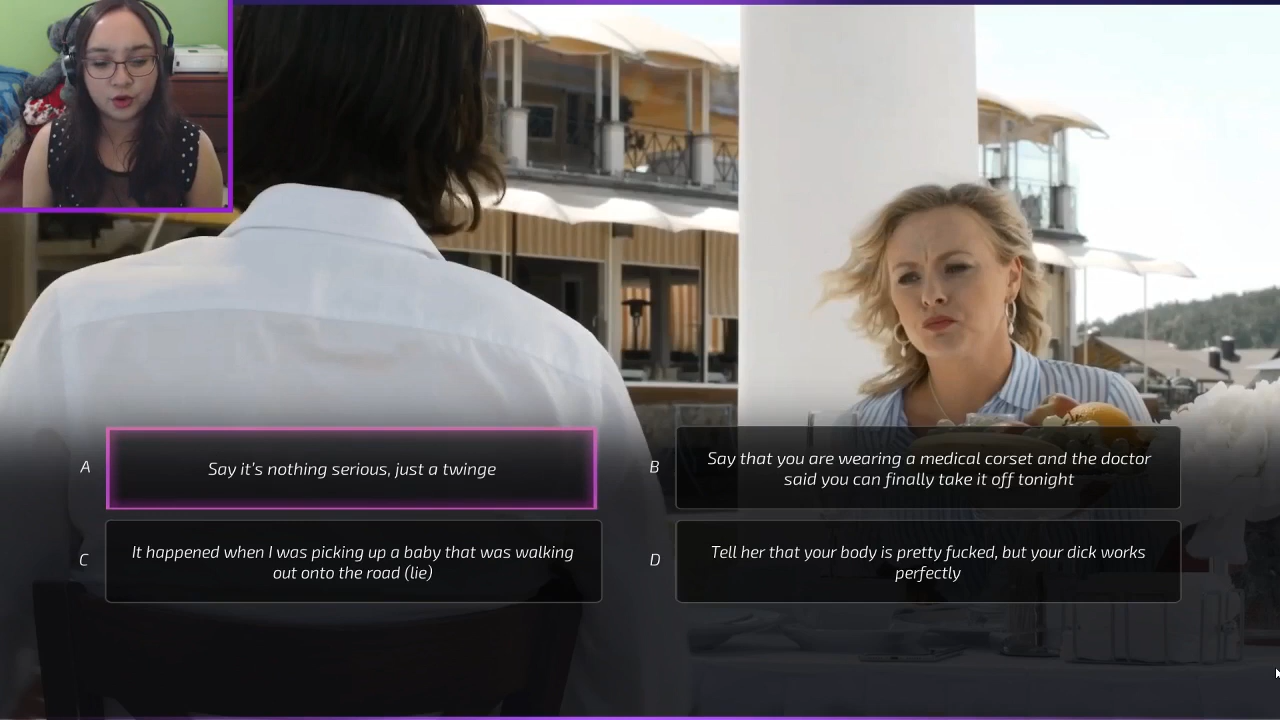 A
Say it's nothing serious, just a twinge
B
Say that you are wearing a medical corset and the doctor
said you can finally take it off tonight
C
It happened when I was picking up a baby that was walking
out onto the road (lie)
D
Tell her that your body is pretty fucked, but your dick works
perfectly